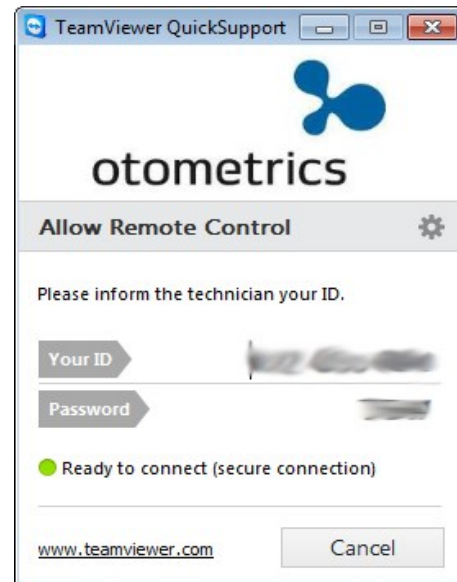 TeamViewer QuickSupport
otometrics
Allow Remote Control
Please inform the technician your ID.
Your ID
Password
Ready to connect (secure connection)
www.teamviewer.com Cancel